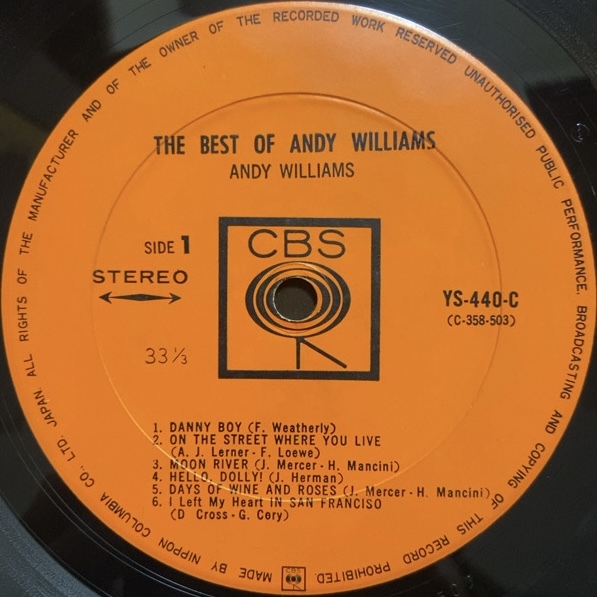 ALL RIGHTS OF THE MANUFACTURER AND OF THE OWNER OF THE RECORDED WORK RESERVED UNAUTHORISED PUBLIC PERFORMANCE, BROADCASTING AND COPYING OF THIS RECORD PROHIBITED MADE BY NIPPON COLUMBIA CO., LTD. JAPAN.
THE BEST OF ANDY WILLIAMS
ANDY WILLIAMS
SIDE 1
CBS
STEREO
YS-440-C
(C-358-503)
33 1/3
1. DANNY BOY (F. Weatherly)
2. ON THE STREET WHERE YOU LIVE
(A. J. Lerner - F. Loewe)
3. MOON RIVER (J. Mercer - H. Mancini)
4. HELLO, DOLLY! (J. Herman)
5. DAYS OF WINE AND ROSES (J. Mercer - H. Mancini)
6. I Left My Heart IN SAN FRANCISO
(D Cross - G. Cery)
CBS